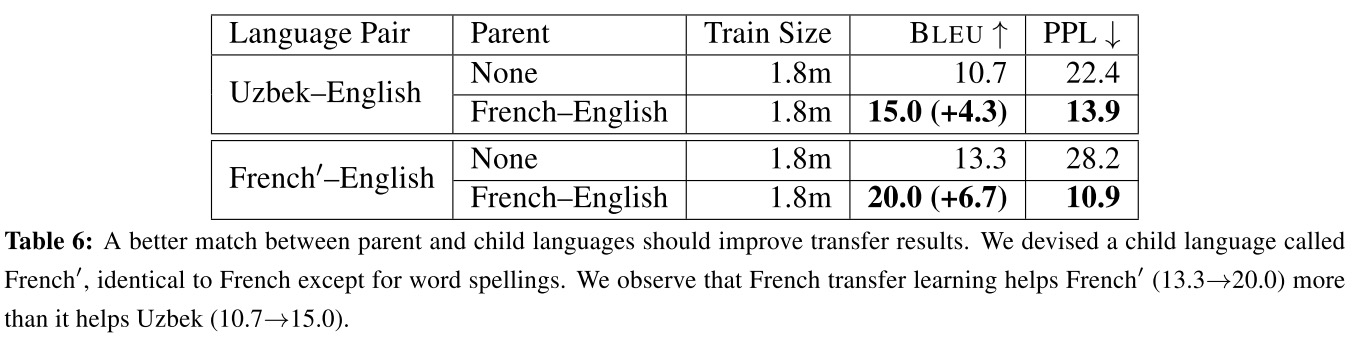 Language Pair Parent Train Size BLEU ↑ PPL ↓
Uzbek–English None 1.8m 10.7 22.4
French–English 1.8m 15.0 (+4.3) 13.9
French′–English None 1.8m 13.3 28.2
French–English 1.8m 20.0 (+6.7) 10.9
Table 6: A better match between parent and child languages should improve transfer results. We devised a child language called
French′, identical to French except for word spellings. We observe that French transfer learning helps French′ (13.3→20.0) more
than it helps Uzbek (10.7→15.0).